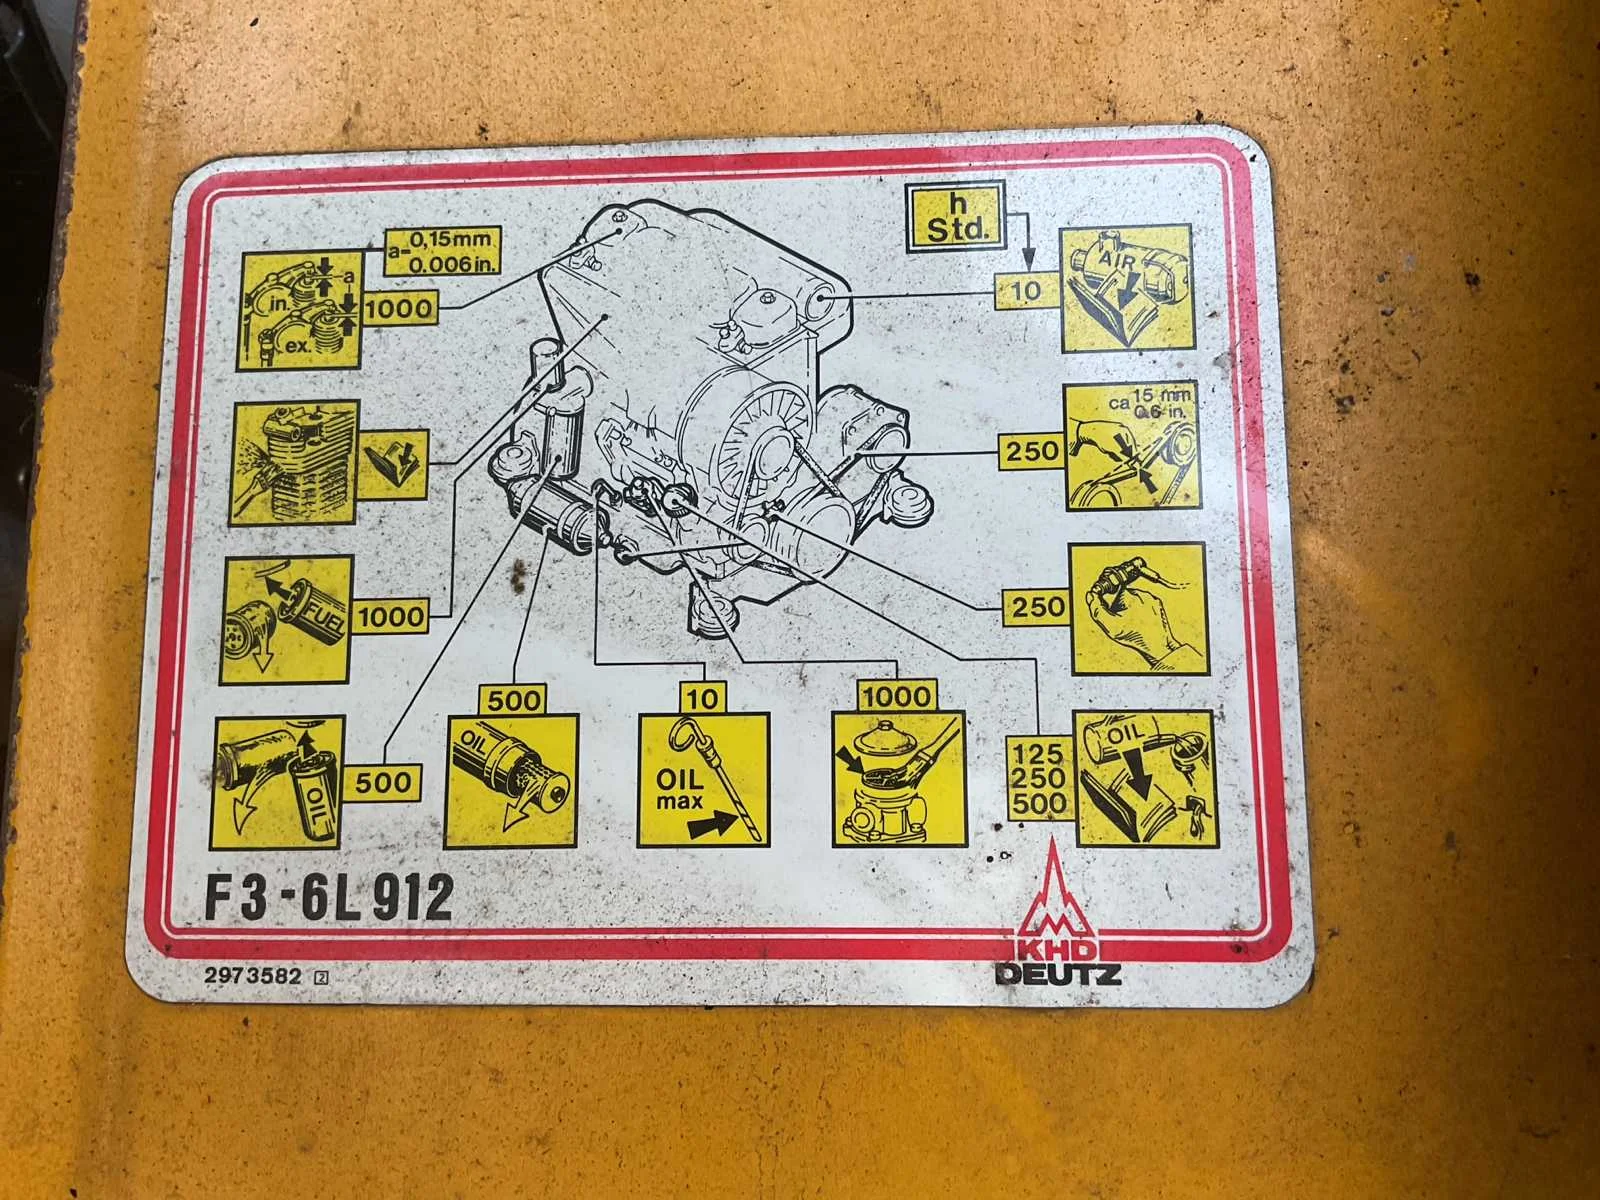 h
Std.
a=0,15mm
0.006in.
in.
a
ex.
1000
10
AIR
ca 15 mm
0.6 in.
250
FUEL
1000
250
OIL
500
500
OIL
10
OIL
max
1000
125
250
500
OIL
F3-6L912
KHD
DEUTZ
2973582 2